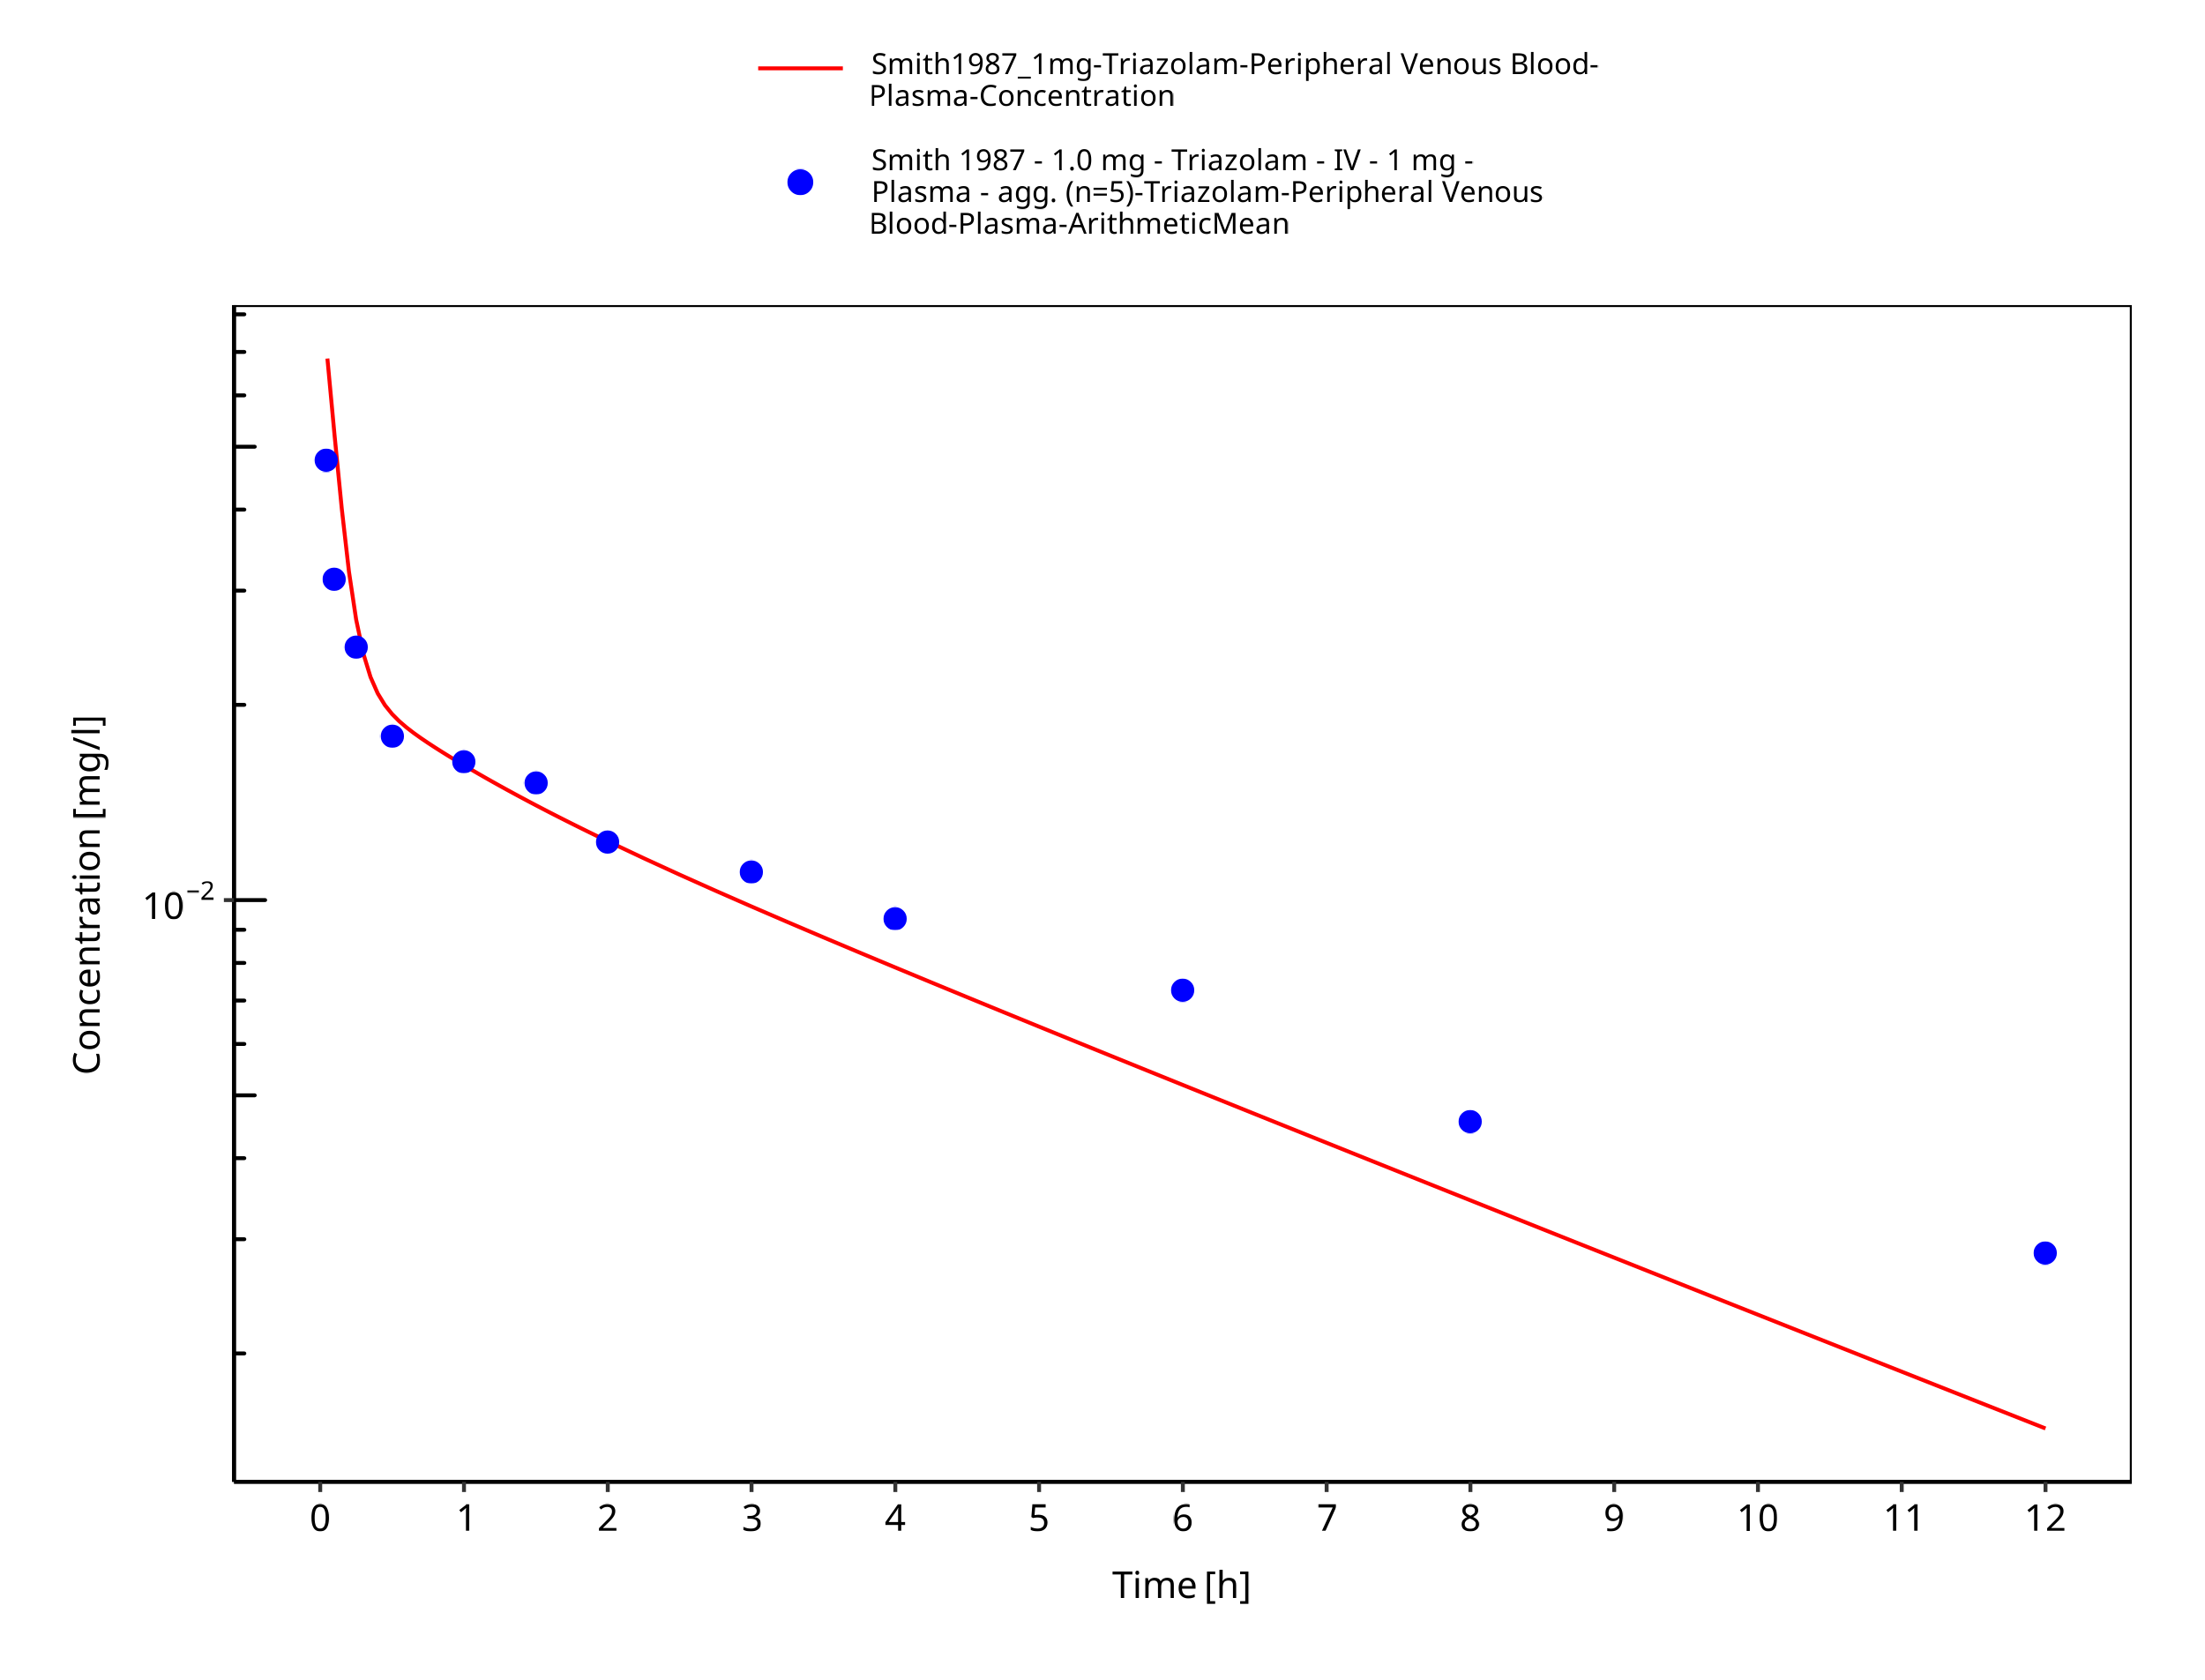 Smith1987_1mg-Triazolam-Peripheral Venous Blood-
Plasma-Concentration
Smith 1987 - 1.0 mg - Triazolam - IV - 1 mg -
Plasma - agg. (n=5)-Triazolam-Peripheral Venous
Blood-Plasma-ArithmeticMean
Concentration [mg/l]
10⁻²
0 1 2 3 4 5 6 7 8 9 10 11 12
Time [h]